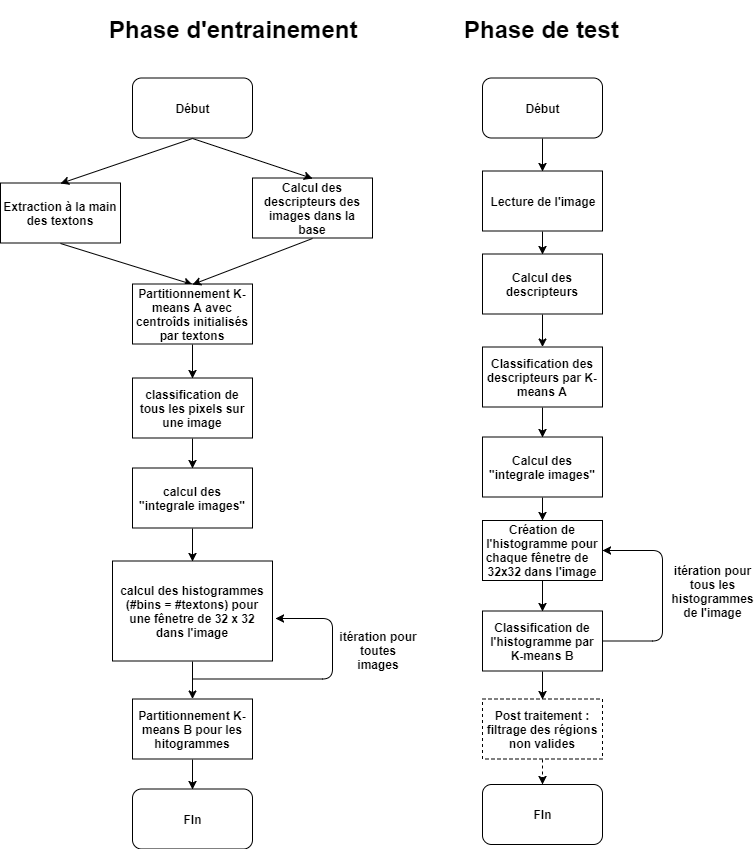 Phase d'entrainement
Début
Extraction à la main
des textons
Calcul des
descripteurs des
images dans la
base
Partitionnement K-
means A avec
centroîds initialisés
par textons
classification de
tous les pixels sur
une image
calcul des
"integrale images"
calcul des histogrammes
(#bins = #textons) pour
une fênetre de 32 x 32
dans l'image
itération pour
toutes
images
Partitionnement K-
means B pour les
hitogrammes
FIn
Phase de test
Début
Lecture de l'image
Calcul des
descripteurs
Classification des
descripteurs par K-
means A
Calcul des
"integrale images"
Création de
l'histogramme pour
chaque fênetre de
32x32 dans l'image
itération pour
tous les
histogrammes
de l'image
Classification de
l'histogramme par
K-means B
Post traitement :
filtrage des régions
non valides
FIn